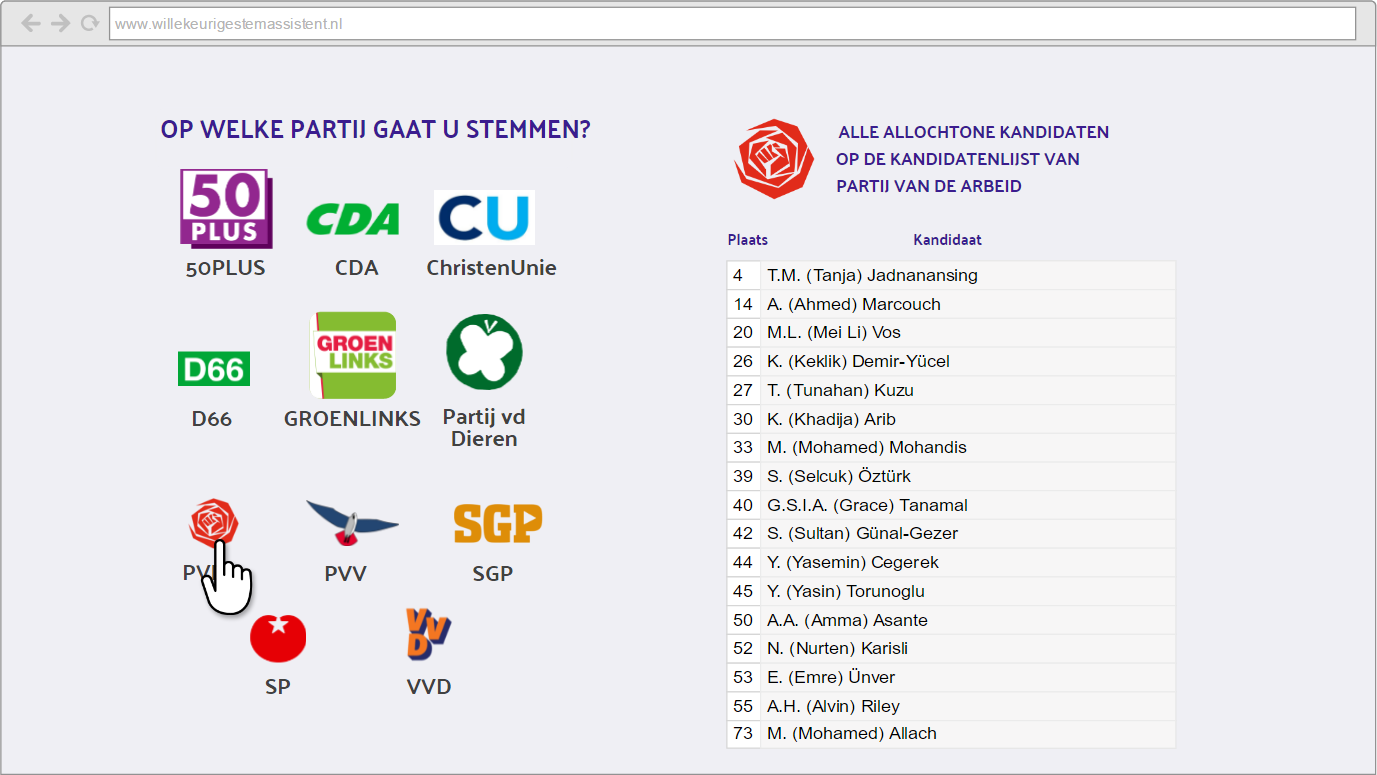 www.willekeurigestemassistent.nl
OP WELKE PARTIJ GAAT U STEMMEN?
50
PLUS
50PLUS
CDA
CDA
CU
ChristenUnie
D66
D66
GROEN
LINKS
GROENLINKS
Partij vd
Dieren
PVV
SGP
SGP
SP
VVD
VVD
ALLE ALLOCHTONE KANDIDATEN
OP DE KANDIDATENLIJST VAN
PARTIJ VAN DE ARBEID
Plaats Kandidaat
4 T.M. (Tanja) Jadnanansing
14 A. (Ahmed) Marcouch
20 M.L. (Mei Li) Vos
26 K. (Keklik) Demir-Yücel
27 T. (Tunahan) Kuzu
30 K. (Khadija) Arib
33 M. (Mohamed) Mohandis
39 S. (Selcuk) Öztürk
40 G.S.I.A. (Grace) Tanamal
42 S. (Sultan) Günal-Gezer
44 Y. (Yasemin) Cegerek
45 Y. (Yasin) Torunoglu
50 A.A. (Amma) Asante
52 N. (Nurten) Karisli
53 E. (Emre) Ünver
55 A.H. (Alvin) Riley
73 M. (Mohamed) Allach